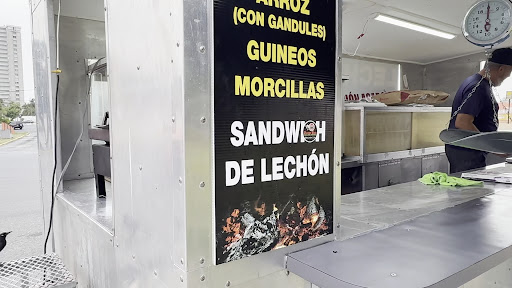 ARROZ
(CON GANDULES)
GUINEOS
MORCILLAS
SANDWICH
DE LECHÓN